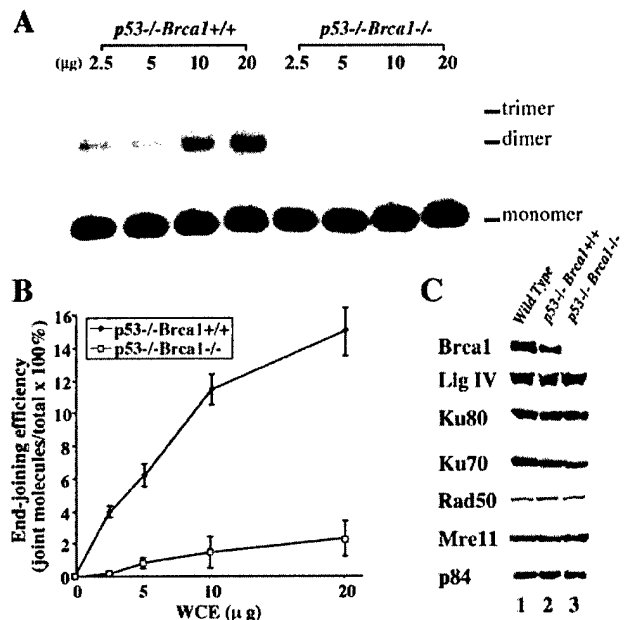 A
p53-/-Brca1+/+ p53-/-Brca1-/-
(μg) 2.5 5 10 20 2.5 5 10 20
trimer
dimer
monomer
B
p53-/-Brca1+/+
p53-/-Brca1-/-
End-joining efficiency
(joint molecules/total x 100%)
16
14
12
10
8
6
4
2
0
0 5 10 15 20
WCE (μ g)
C
Wild Type
p53-/- Brca1+/+
p53-/- Brca1-/-
Brca1
Lig IV
Ku80
Ku70
Rad50
Mre11
p84
1 2 3